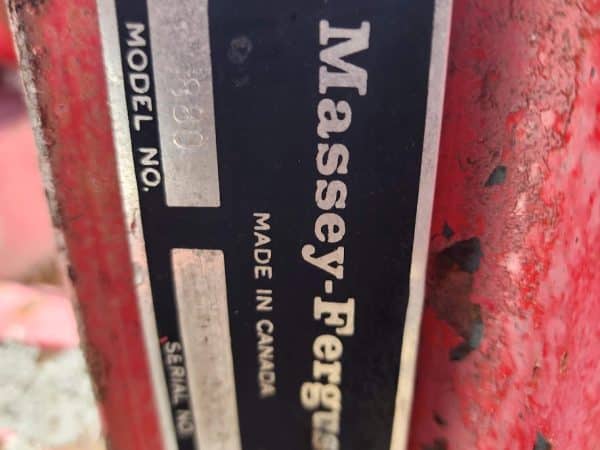 Massey-Fergus
MADE IN CANADA
MODEL NO.
SERIAL NO